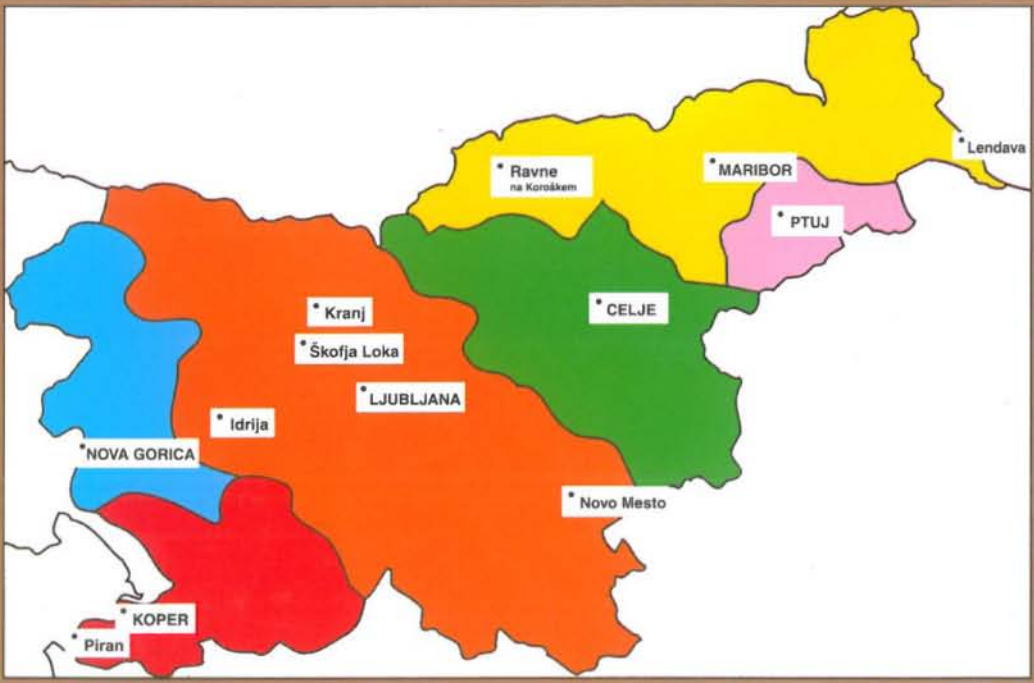 Lendava
Ravne
na Koroškem
MARIBOR
PTUJ
Kranj
CELJE
Škofja Loka
LJUBLJANA
Idrija
NOVA GORICA
Novo Mesto
KOPER
Piran